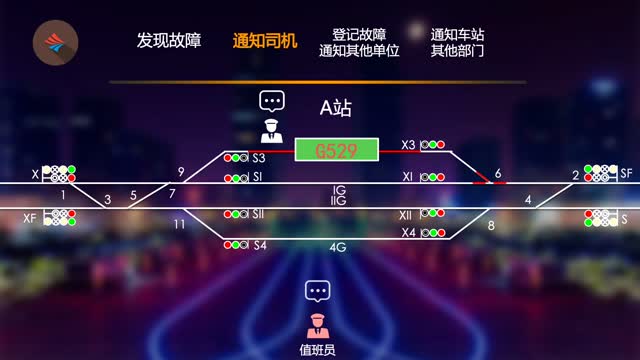 发现故障
通知司机
登记故障
通知其他单位
通知车站
其他部门
A站
G529
S3
X3
X
9
SI
XI
6
2
SF
1
7
IG
3
5
IIG
4
XF
SII
XII
S
11
8
S4
X4
4G
值班员